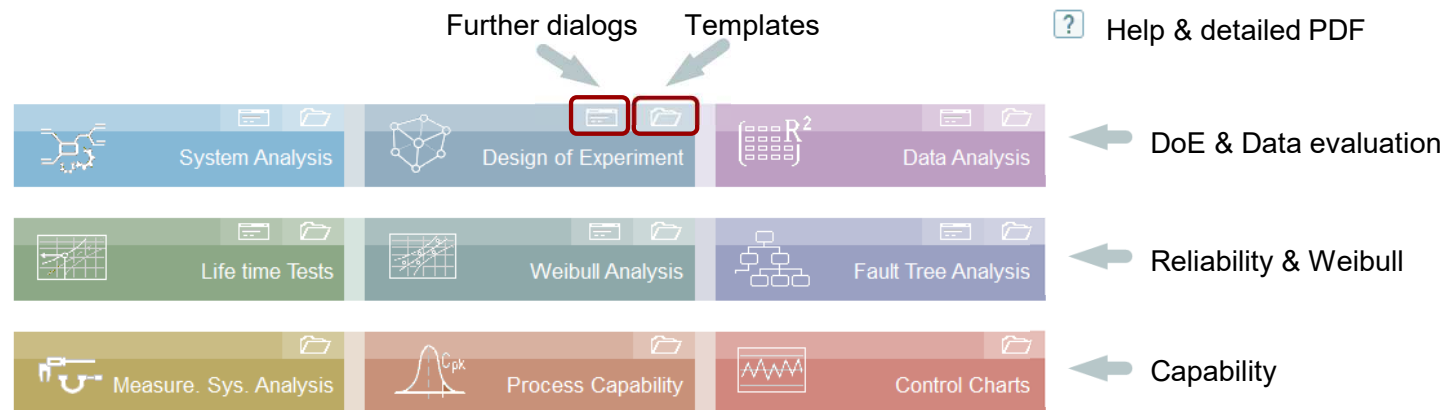 Further dialogs
Templates
?
Help & detailed PDF
System Analysis
Design of Experiment
R2
Data Analysis
DoE & Data evaluation
Life time Tests
Weibull Analysis
Fault Tree Analysis
Reliability & Weibull
Measure. Sys. Analysis
Cpk
Process Capability
Control Charts
Capability